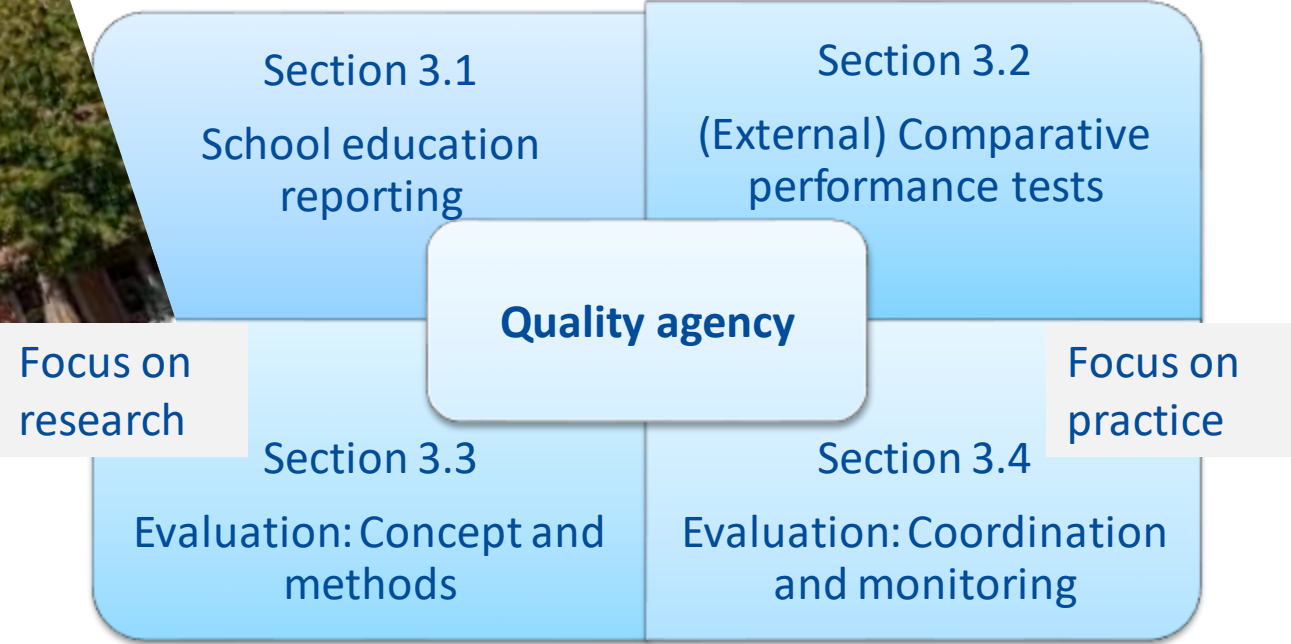 Section 3.1
School education
reporting
Section 3.2
(External) Comparative
performance tests
Quality agency
Focus on
research
Focus on
practice
Section 3.3
Evaluation: Concept and
methods
Section 3.4
Evaluation: Coordination
and monitoring